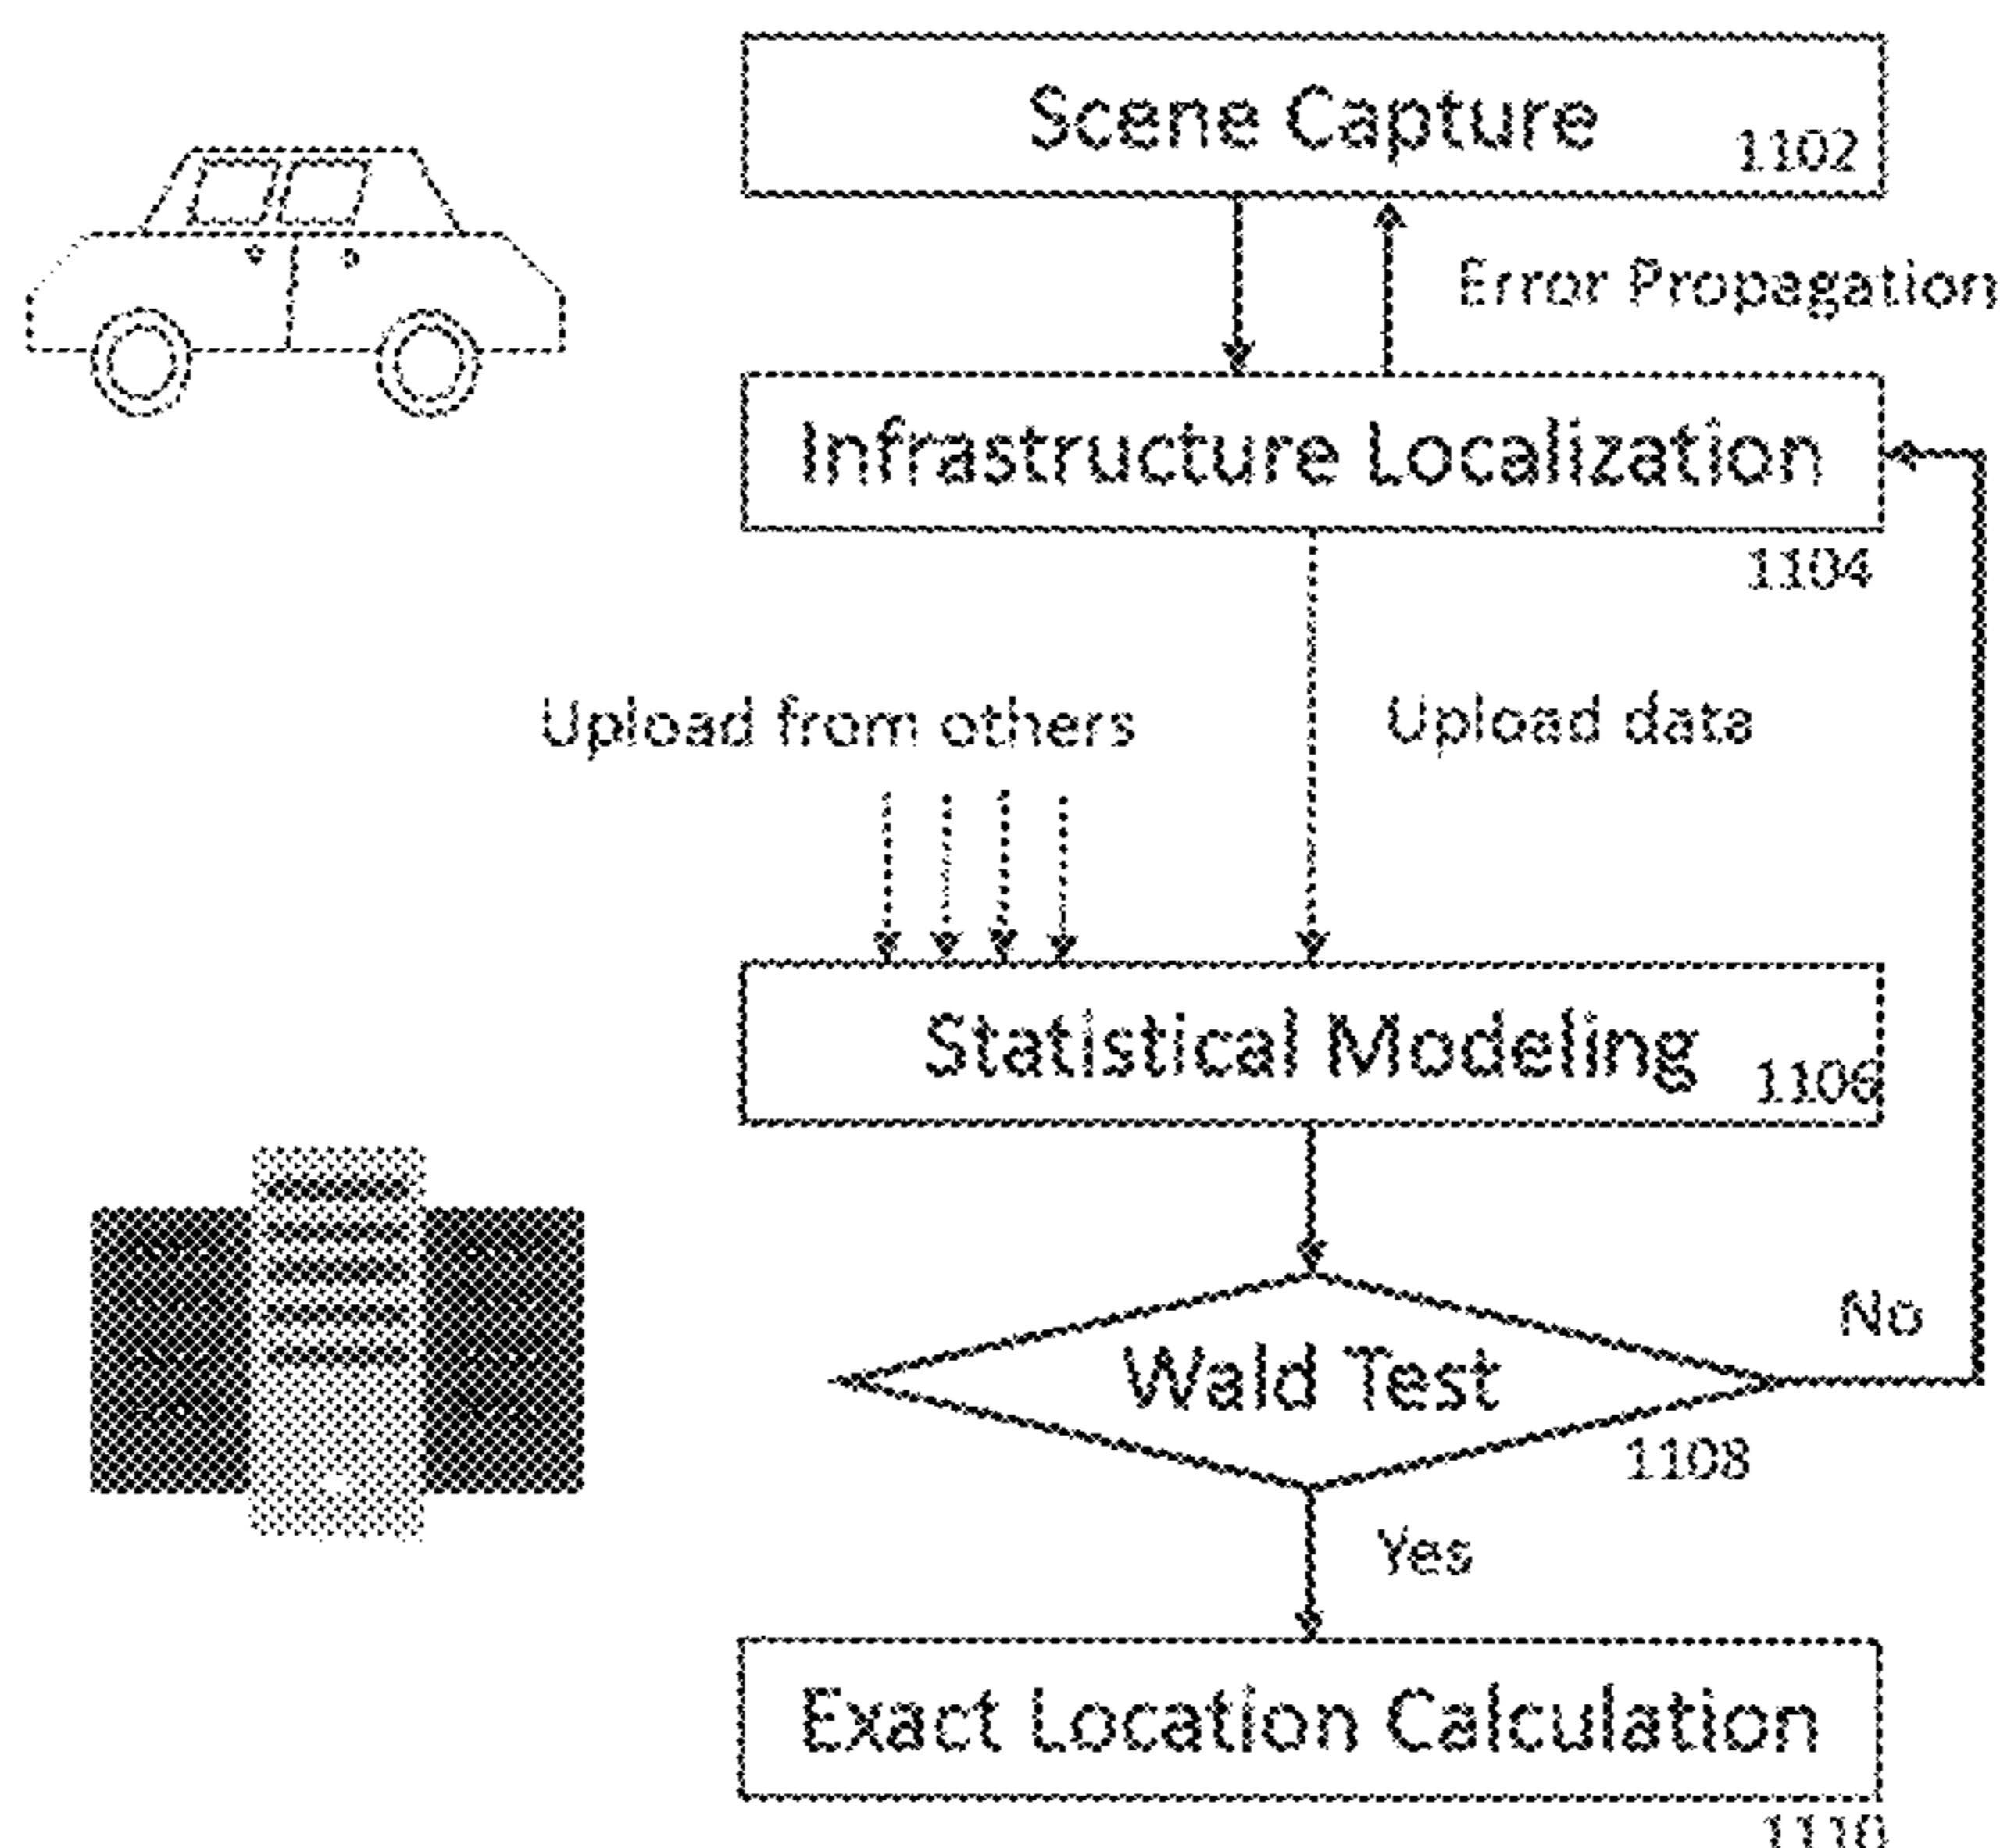 Scene Capture
1102
Error Propagation
Infrastructure Localization
1104
Upload from others
Upload data
Statistical Modeling
1106
Wald Test
No
1108
Yes
Exact Location Calculation
1110